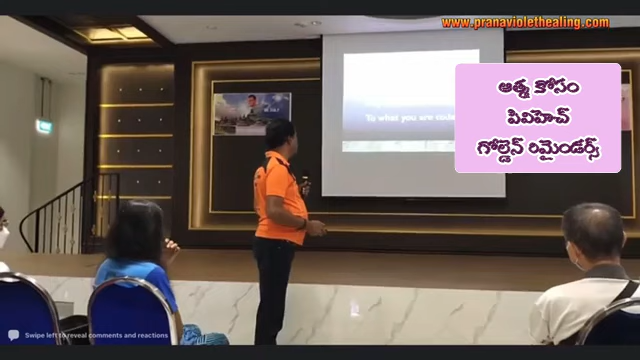 www.pranaviolethealing.com
ఆత్మ కోసం
పివిహెచ్
గోల్డెన్ రిమైండర్స్
To what you are
Swipe left to reveal comments and reactions